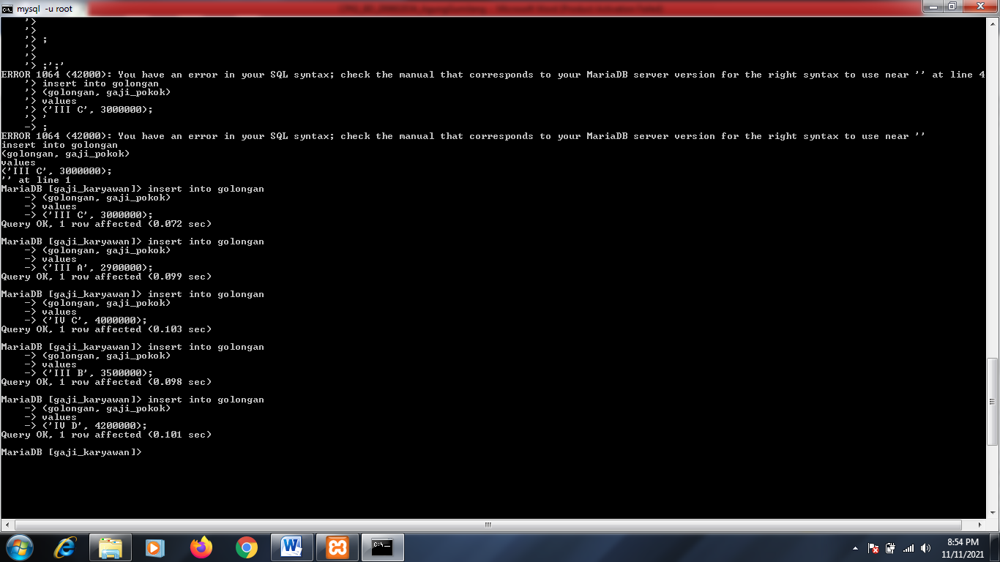 mysql -u root
'>
'>
'> ;
'>
'>
'> ;';'
ERROR 1064 (42000): You have an error in your SQL syntax; check the manual that corresponds to your MariaDB server version for the right syntax to use near '' at line 4
'> insert into golongan
'> (golongan, gaji_pokok)
'> values
'> ('III C', 3000000);
'> '
-> ;
ERROR 1064 (42000): You have an error in your SQL syntax; check the manual that corresponds to your MariaDB server version for the right syntax to use near ''
insert into golongan
(golongan, gaji_pokok)
values
('III C', 3000000);
'' at line 1
MariaDB [gaji_karyawan]> insert into golongan
-> (golongan, gaji_pokok)
-> values
-> ('III C', 3000000);
Query OK, 1 row affected (0.072 sec)
MariaDB [gaji_karyawan]> insert into golongan
-> (golongan, gaji_pokok)
-> values
-> ('III A', 2900000);
Query OK, 1 row affected (0.099 sec)
MariaDB [gaji_karyawan]> insert into golongan
-> (golongan, gaji_pokok)
-> values
-> ('IV C', 4000000);
Query OK, 1 row affected (0.103 sec)
MariaDB [gaji_karyawan]> insert into golongan
-> (golongan, gaji_pokok)
-> values
-> ('III B', 3500000);
Query OK, 1 row affected (0.098 sec)
MariaDB [gaji_karyawan]> insert into golongan
-> (golongan, gaji_pokok)
-> values
-> ('IV D', 4200000);
Query OK, 1 row affected (0.101 sec)
MariaDB [gaji_karyawan]>
8:54 PM
11/11/2021